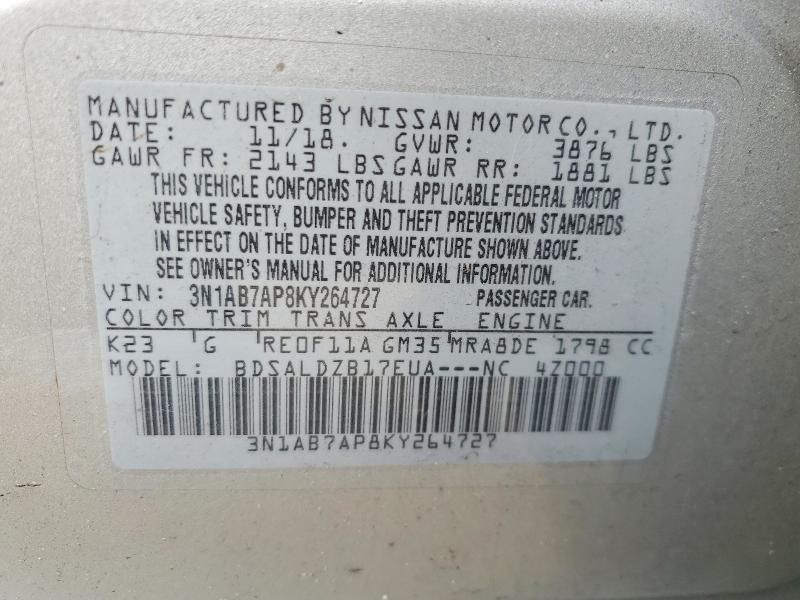 MANUFACTURED BY NISSAN MOTOR CO., LTD.
DATE: 11/18. GVWR: 3876 LBS
GAWR FR: 2143 LBS GAWR RR: 1881 LBS
THIS VEHICLE CONFORMS TO ALL APPLICABLE FEDERAL MOTOR
VEHICLE SAFETY, BUMPER AND THEFT PREVENTION STANDARDS
IN EFFECT ON THE DATE OF MANUFACTURE SHOWN ABOVE.
SEE OWNER'S MANUAL FOR ADDITIONAL INFORMATION.
VIN: 3N1AB7AP8KY264727 PASSENGER CAR.
COLOR TRIM TRANS AXLE ENGINE
K23 G RE0F11A GM35 MRA8DE 1798 CC
MODEL: BDSALDZB17EUA---NC 4Z000
3N1AB7AP8KY264727